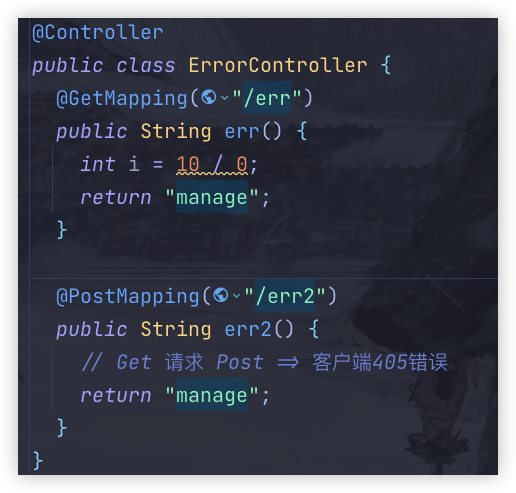 @Controller
public class ErrorController {
@GetMapping("/err")
public String err() {
int i = 10 / 0;
return "manage";
}
@PostMapping("/err2")
public String err2() {
// Get 请求 Post => 客户端405错误
return "manage";
}
}